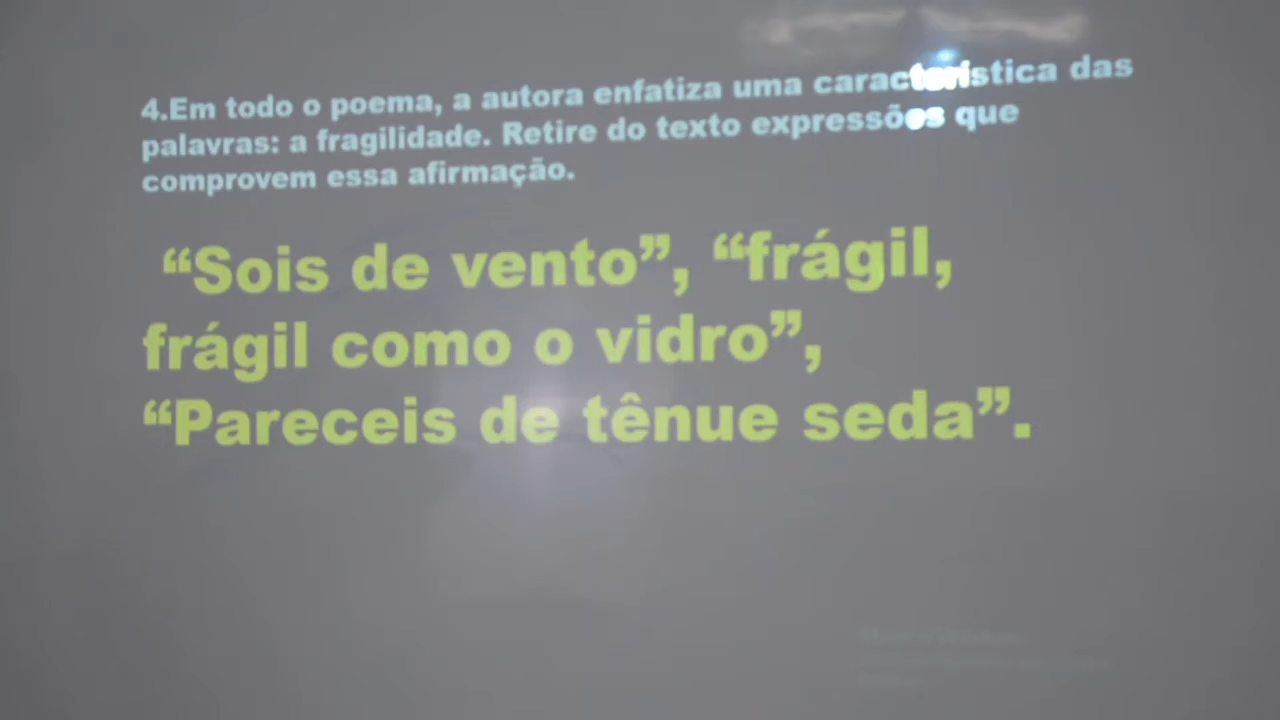 4.Em todo o poema, a autora enfatiza uma característica das
palavras: a fragilidade. Retire do texto expressões que
comprovem essa afirmação.
“Sois de vento”, “frágil,
frágil como o vidro”,
“Pareceis de tênue seda”.